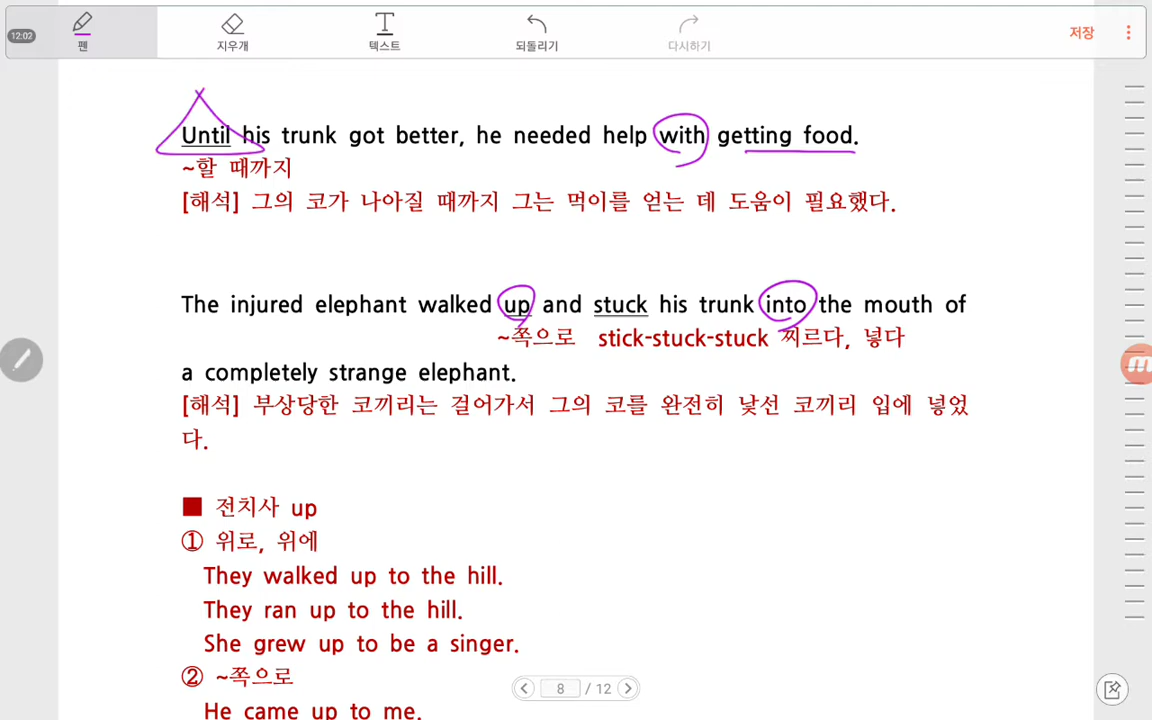 12:02
펜
지우개
텍스트
되돌리기
다시하기
저장
Until his trunk got better, he needed help with getting food.
~할 때까지
[해석] 그의 코가 나아질 때까지 그는 먹이를 얻는 데 도움이 필요했다.
The injured elephant walked up and stuck his trunk into the mouth of
~쪽으로 stick-stuck-stuck 찌르다, 넣다
a completely strange elephant.
[해석] 부상당한 코끼리는 걸어가서 그의 코를 완전히 낯선 코끼리 입에 넣었
다.
■ 전치사 up
① 위로, 위에
They walked up to the hill.
They ran up to the hill.
She grew up to be a singer.
② ~쪽으로
He came up to me.
8 / 12